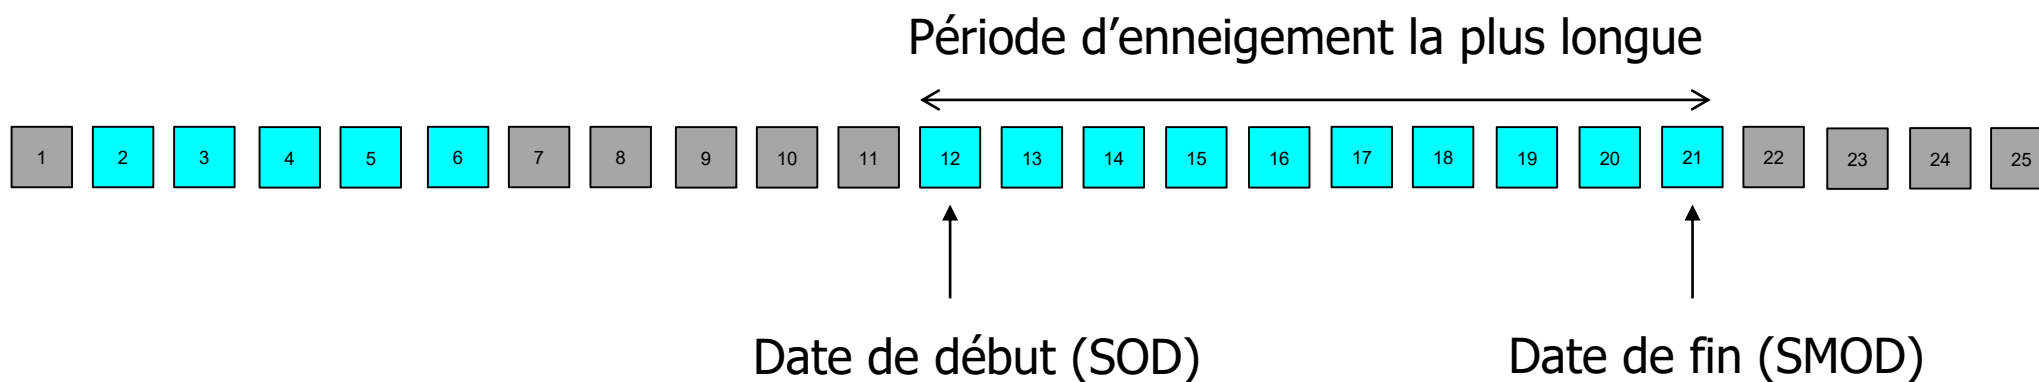 Période d’enneigement la plus longue
1 2 3 4 5 6 7 8 9 10 11 12 13 14 15 16 17 18 19 20 21 22 23 24 25
Date de début (SOD) Date de fin (SMOD)